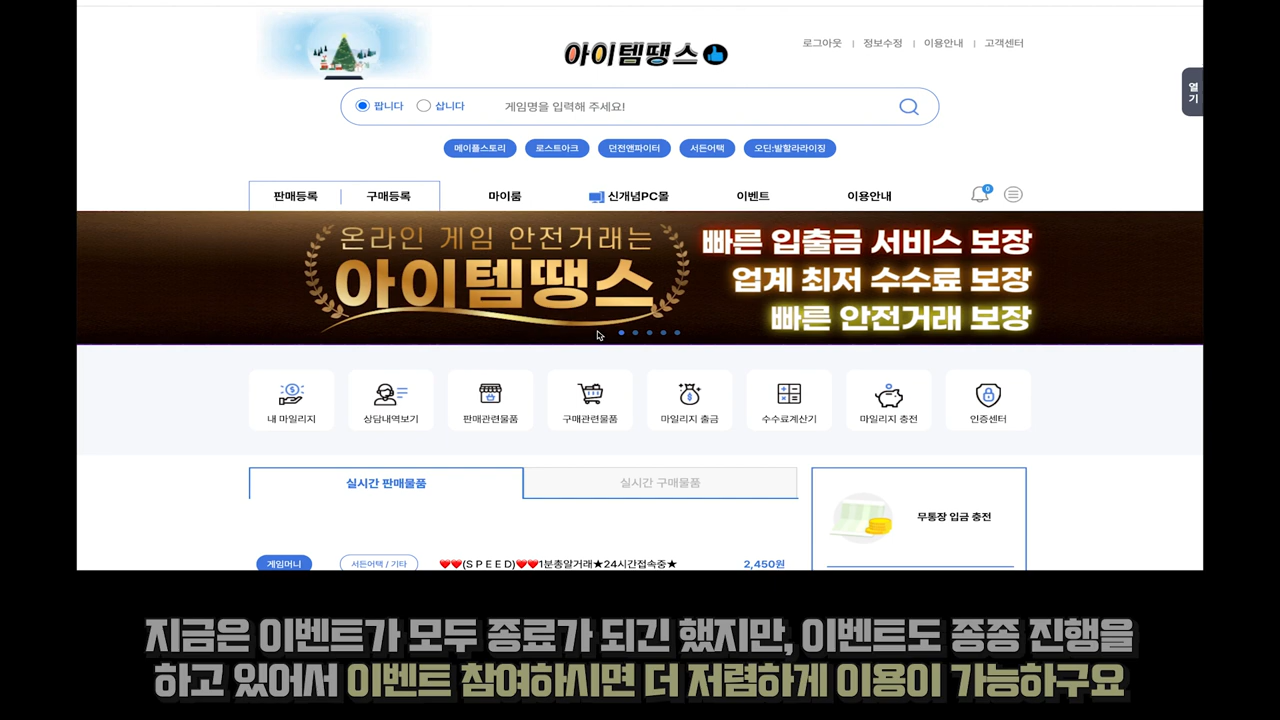 아이템땡스
로그아웃 | 정보수정 | 이용안내 | 고객센터
열기
팝니다 삽니다 게임명을 입력해 주세요!
메이플스토리 로스트아크 던전앤파이터 서든어택 오딘:발할라라이징
판매등록 | 구매등록 마이룸 신개념PC몰 이벤트 이용안내 0
온라인 게임 안전거래는
아이템땡스
빠른 입출금 서비스 보장
업계 최저 수수료 보장
빠른 안전거래 보장
내 마일리지 상담내역보기 판매관련물품 구매관련물품 마일리지 출금 수수료계산기 마일리지 충전 인증센터
실시간 판매물품 실시간 구매물품
무통장 입금 충전
게임머니 서든어택 / 기타 ❤️❤️(S P E E D)❤️❤️1분총알거래★24시간접속중★ 2,450원
지금은 이벤트가 모두 종료가 되긴 했지만, 이벤트도 종종 진행을
하고 있어서 이벤트 참여하시면 더 저렴하게 이용이 가능하구요